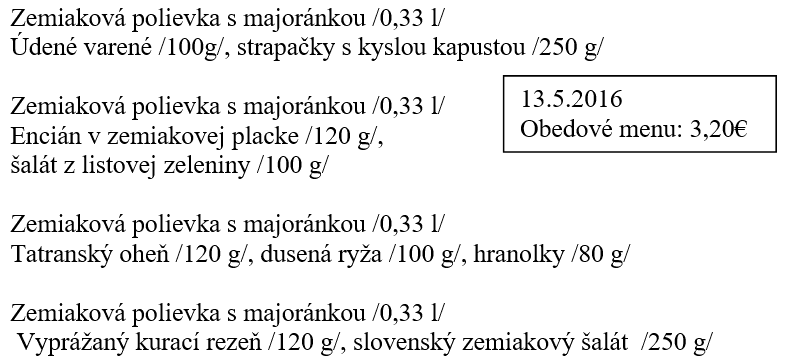 Zemiaková polievka s majoránkou /0,33 l/
Údené varené /100g/, strapačky s kyslou kapustou /250 g/
Zemiaková polievka s majoránkou /0,33 l/
Encián v zemiakovej placke /120 g/,
šalát z listovej zeleniny /100 g/
13.5.2016
Obedové menu: 3,20€
Zemiaková polievka s majoránkou /0,33 l/
Tatranský oheň /120 g/, dusená ryža /100 g/, hranolky /80 g/
Zemiaková polievka s majoránkou /0,33 l/
Vyprážaný kurací rezeň /120 g/, slovenský zemiakový šalát /250 g/